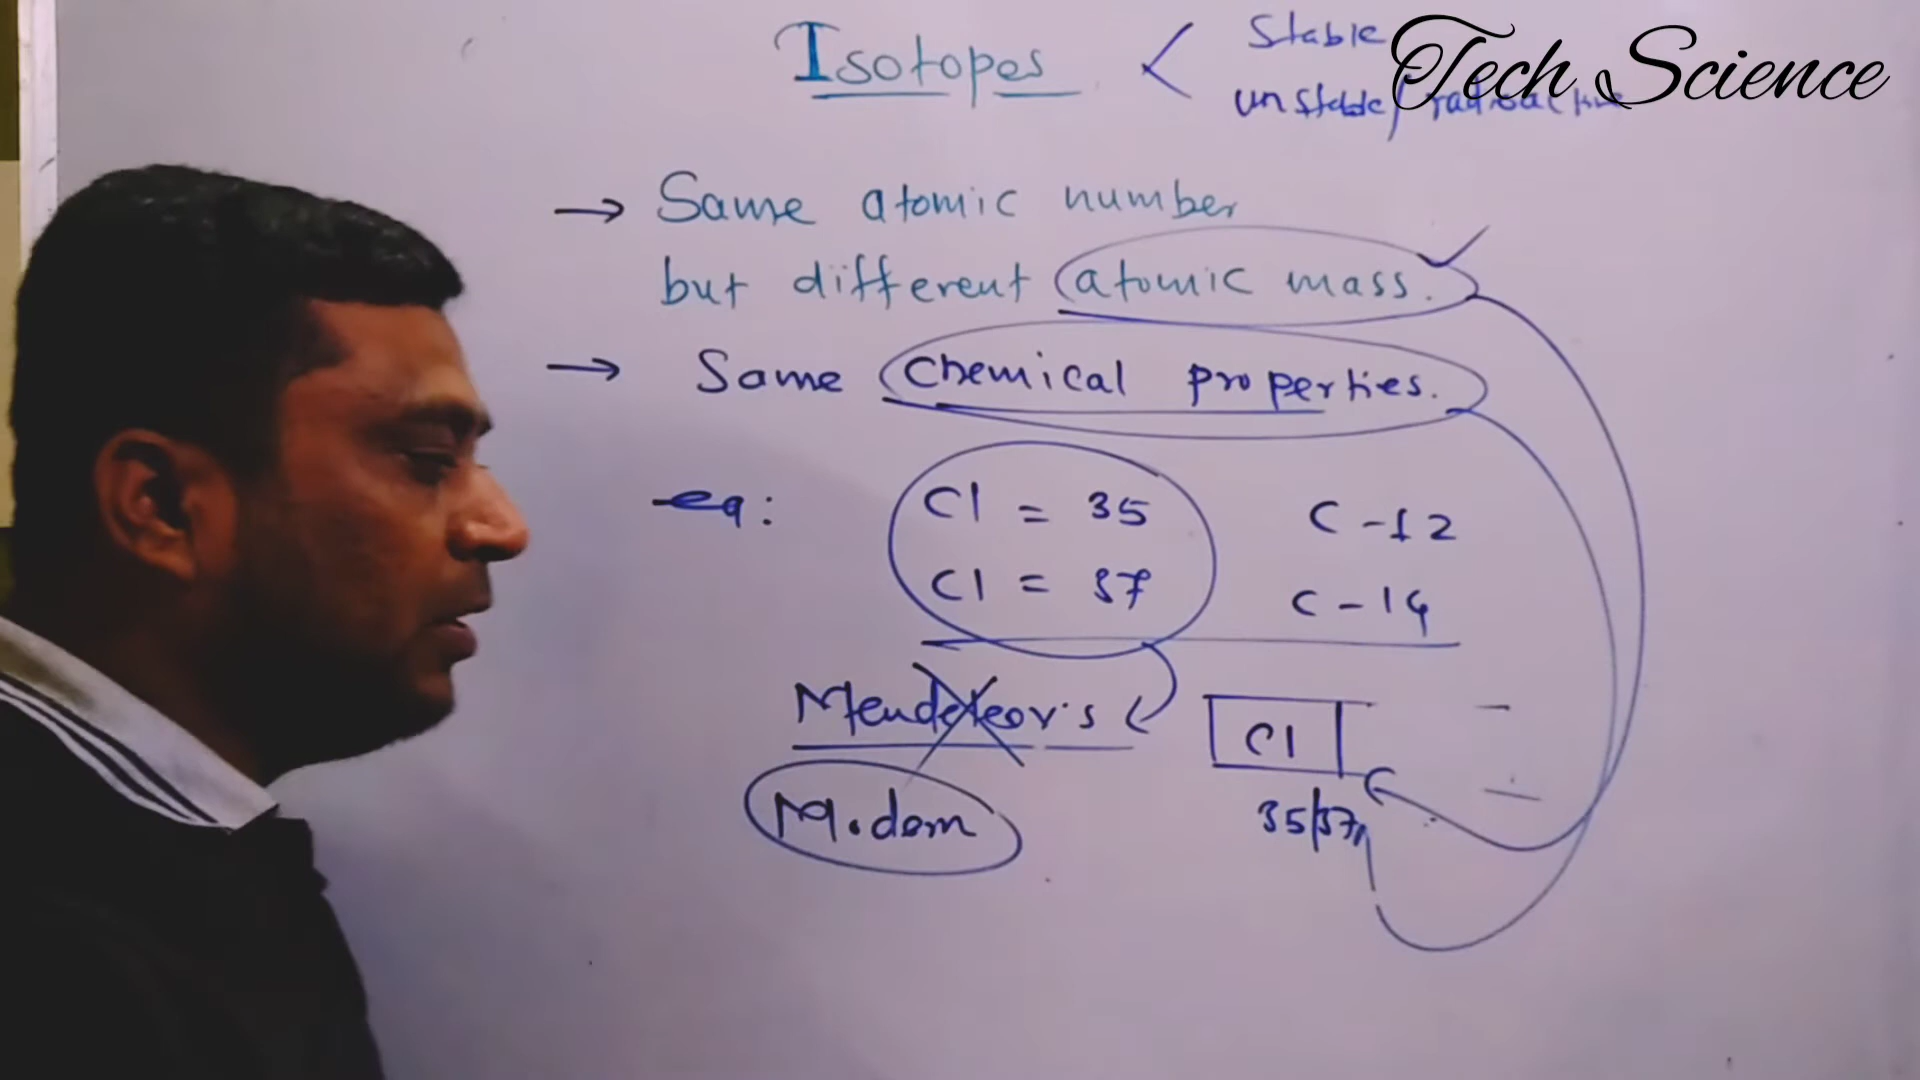 Isotopes
Stable
unstable/radioactive
Tech Science
→ Same atomic number
but different atomic mass.
→ Same chemical properties.
eg:
Cl = 35
C-12
Cl = 37
C-14
Mendeleev's
Cl
35/37